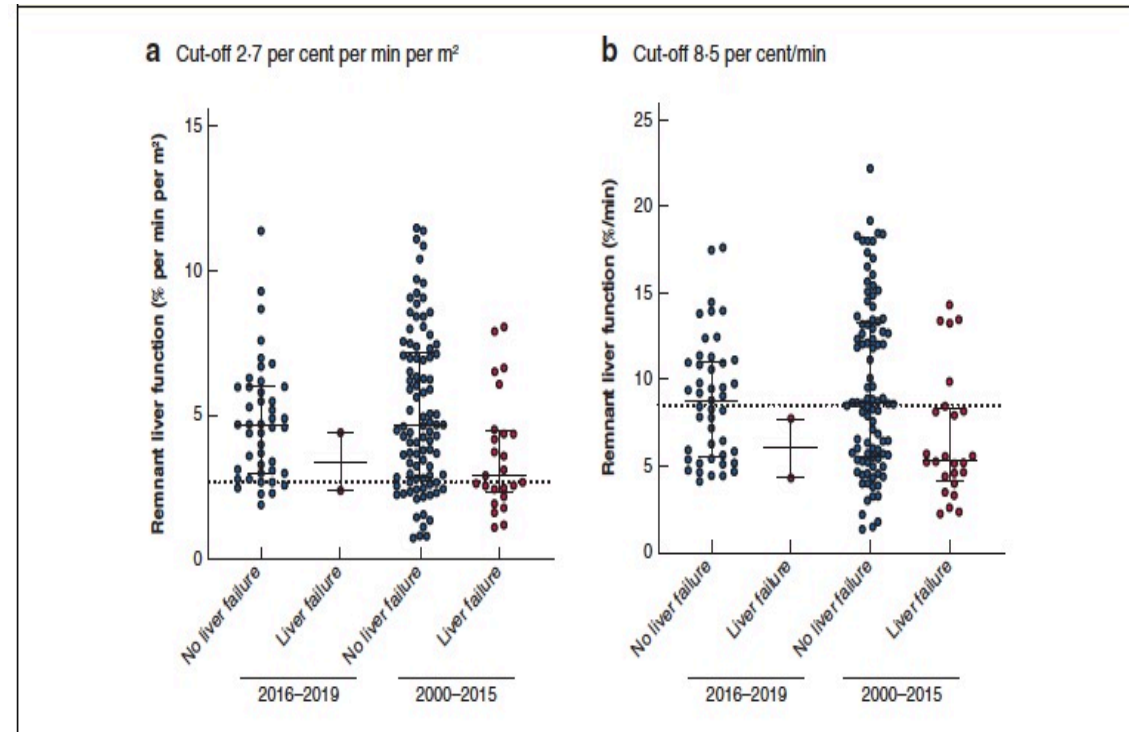 a Cut-off 2·7 per cent per min per m²
Remnant liver function (% per min per m²)
15
10
5
0
No liver failure
Liver failure
No liver failure
Liver failure
2016–2019
2000–2015
b Cut-off 8·5 per cent/min
Remnant liver function (%/min)
25
20
15
10
5
0
No liver failure
Liver failure
No liver failure
Liver failure
2016–2019
2000–2015